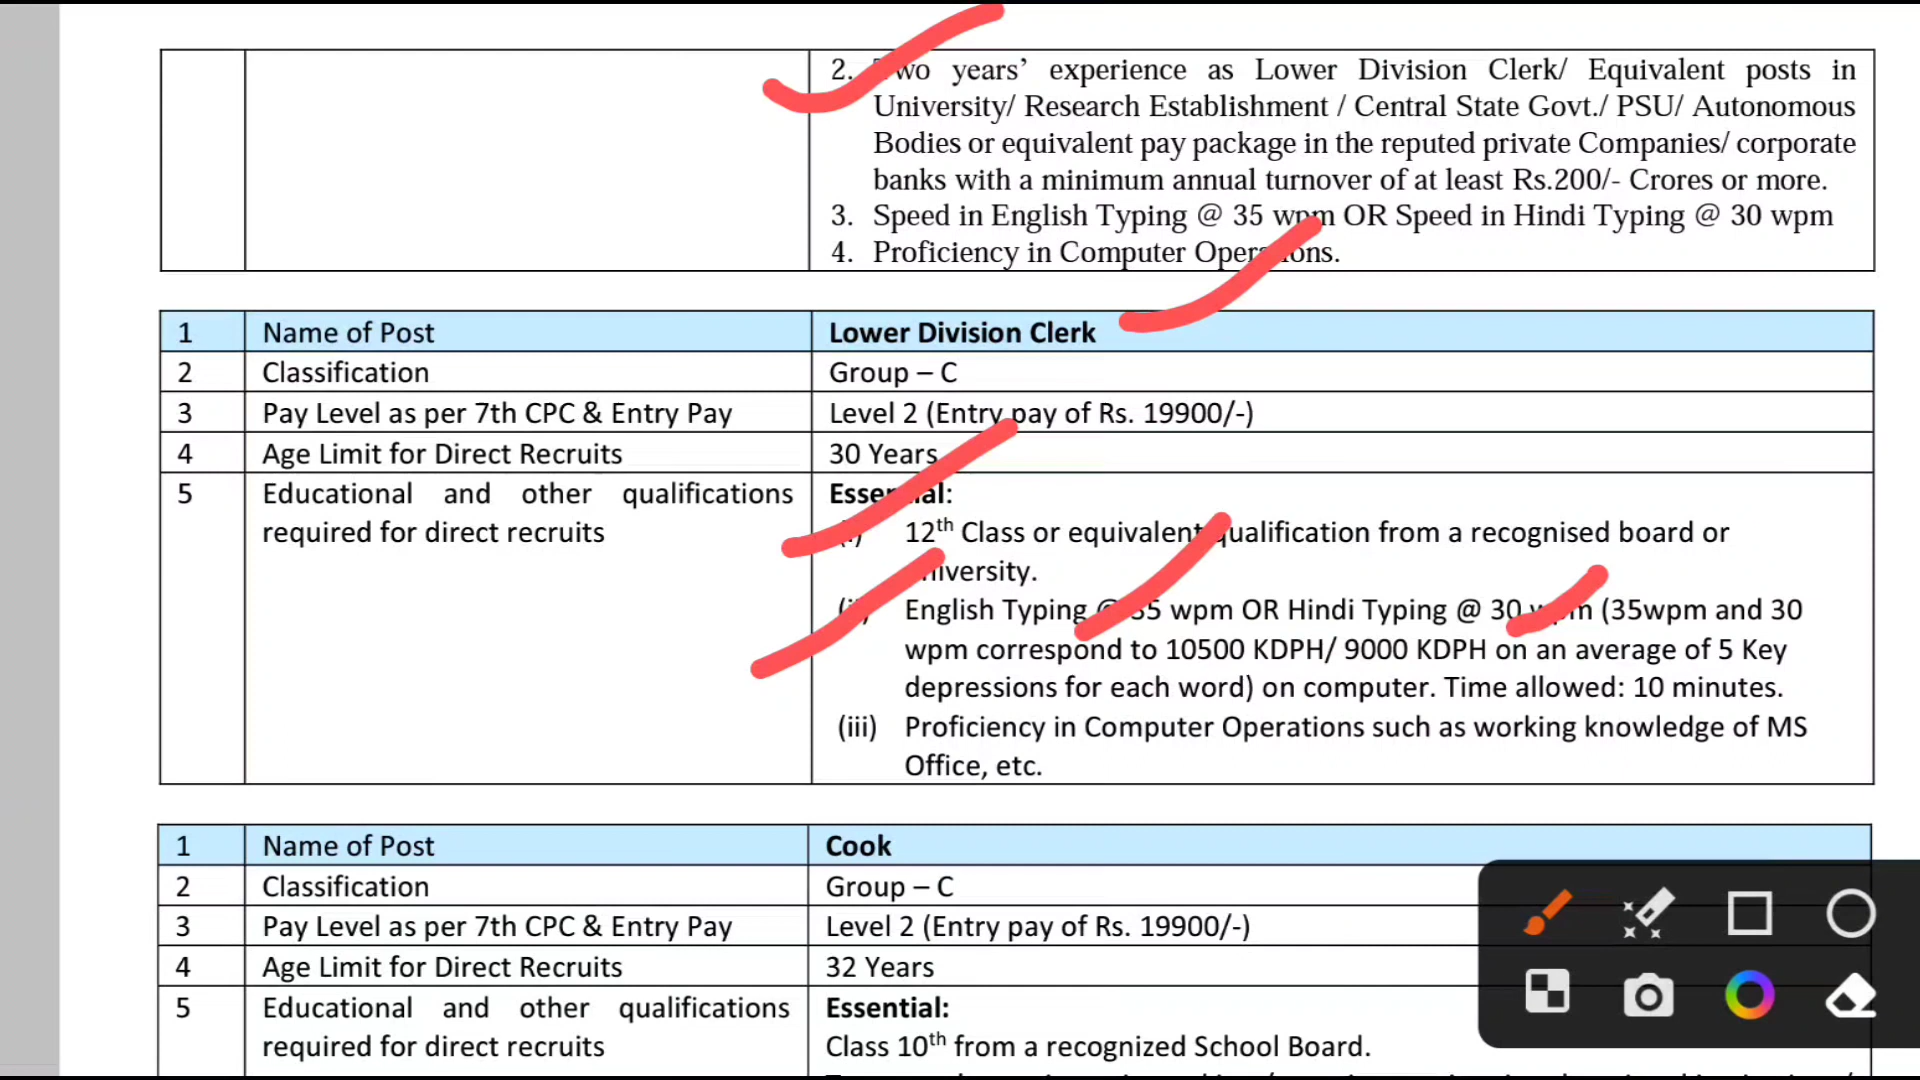 2. Two years’ experience as Lower Division Clerk/ Equivalent posts in
University/ Research Establishment / Central State Govt./ PSU/ Autonomous
Bodies or equivalent pay package in the reputed private Companies/ corporate
banks with a minimum annual turnover of at least Rs.200/- Crores or more.
3. Speed in English Typing @ 35 wpm OR Speed in Hindi Typing @ 30 wpm
4. Proficiency in Computer Operations.
1 Name of Post Lower Division Clerk
2 Classification Group – C
3 Pay Level as per 7th CPC & Entry Pay Level 2 (Entry pay of Rs. 19900/-)
4 Age Limit for Direct Recruits 30 Years
5 Educational and other qualifications Essential:
required for direct recruits (i) 12th Class or equivalent qualification from a recognised board or
University.
(ii) English Typing @ 35 wpm OR Hindi Typing @ 30 wpm (35wpm and 30
wpm correspond to 10500 KDPH/ 9000 KDPH on an average of 5 Key
depressions for each word) on computer. Time allowed: 10 minutes.
(iii) Proficiency in Computer Operations such as working knowledge of MS
Office, etc.
1 Name of Post Cook
2 Classification Group – C
3 Pay Level as per 7th CPC & Entry Pay Level 2 (Entry pay of Rs. 19900/-)
4 Age Limit for Direct Recruits 32 Years
5 Educational and other qualifications Essential:
required for direct recruits Class 10th from a recognized School Board.